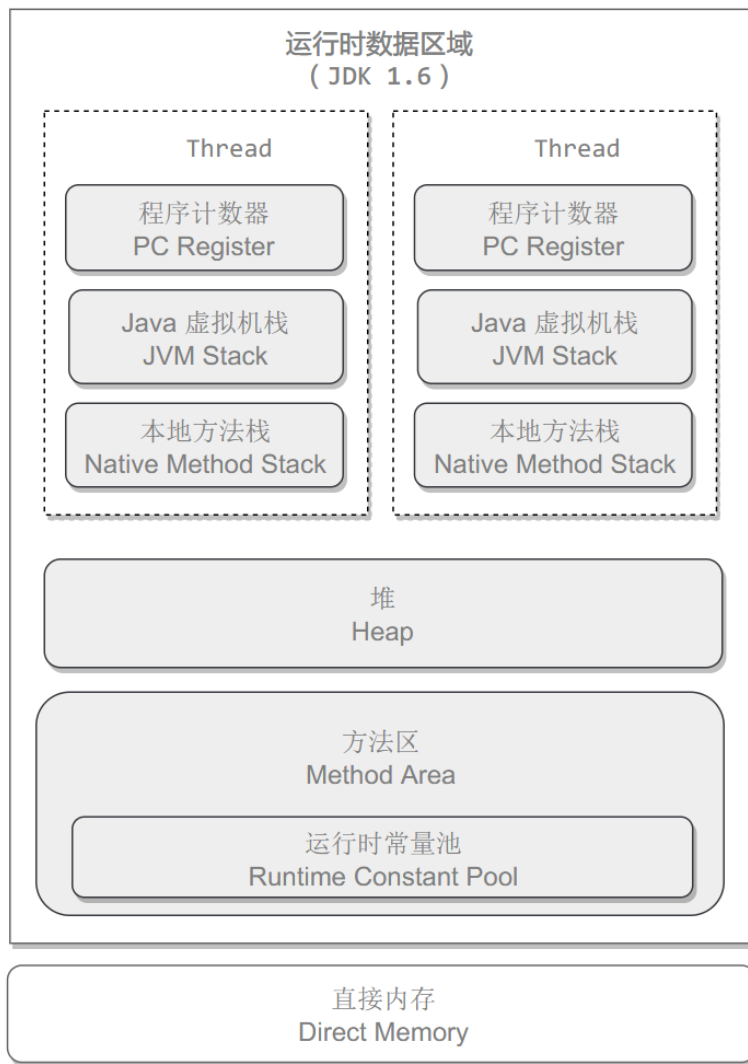 运行时数据区域
( JDK 1.6 )
Thread
程序计数器
PC Register
Java 虚拟机栈
JVM Stack
本地方法栈
Native Method Stack
Thread
程序计数器
PC Register
Java 虚拟机栈
JVM Stack
本地方法栈
Native Method Stack
堆
Heap
方法区
Method Area
运行时常量池
Runtime Constant Pool
直接内存
Direct Memory